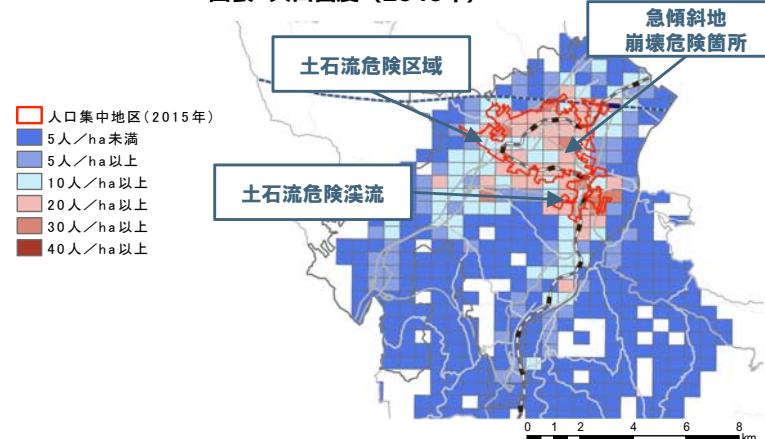 急傾斜地
崩壊危険箇所
土石流危険区域
人口集中地区(2015年)
5人/ha未満
5人/ha以上
10人/ha以上
20人/ha以上
30人/ha以上
40人/ha以上
土石流危険渓流
0 1 2 4 6 8
km